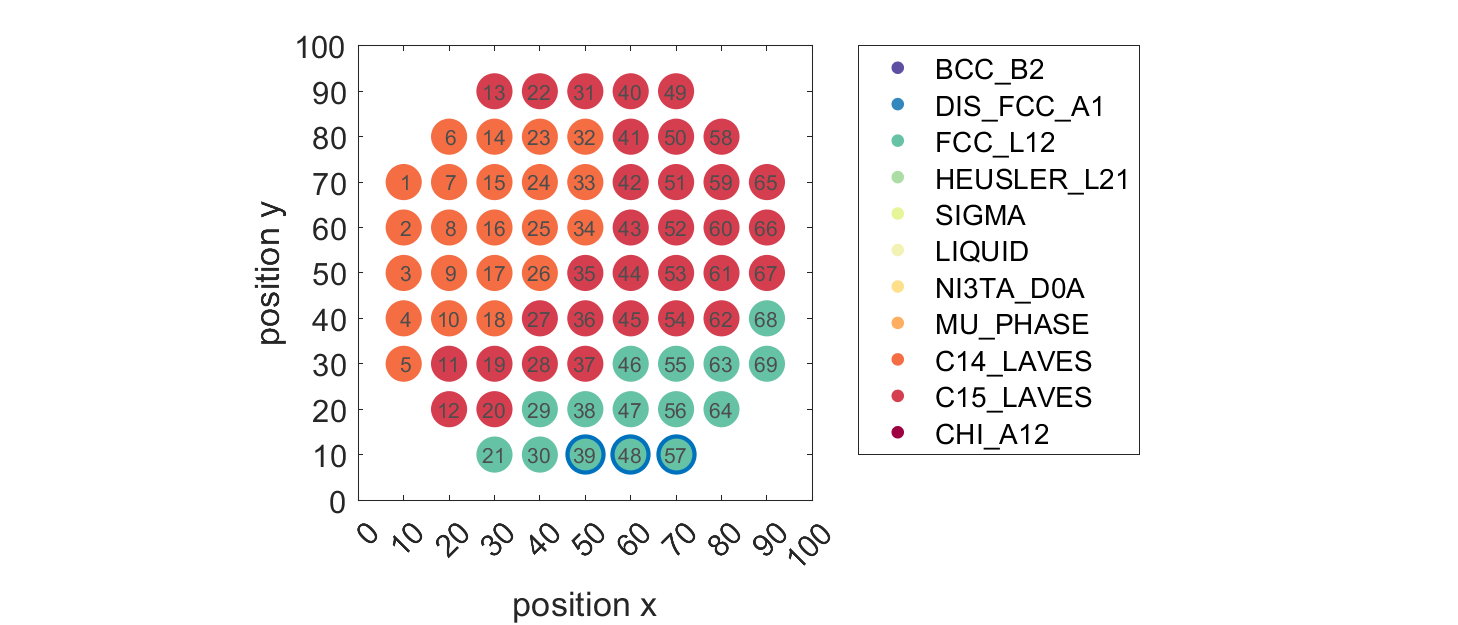 100
90
80
70
60
50
40
30
20
10
0
position y
13 22 31 40 49
6 14 23 32 41 50 58
1 7 15 24 33 42 51 59 65
2 8 16 25 34 43 52 60 66
3 9 17 26 35 44 53 61 67
4 10 18 27 36 45 54 62 68
5 11 19 28 37 46 55 63 69
12 20 29 38 47 56 64
21 30 39 48 57
0 10 20 30 40 50 60 70 80 90 100
position x
BCC_B2
DIS_FCC_A1
FCC_L12
HEUSLER_L21
SIGMA
LIQUID
NI3TA_D0A
MU_PHASE
C14_LAVES
C15_LAVES
CHI_A12